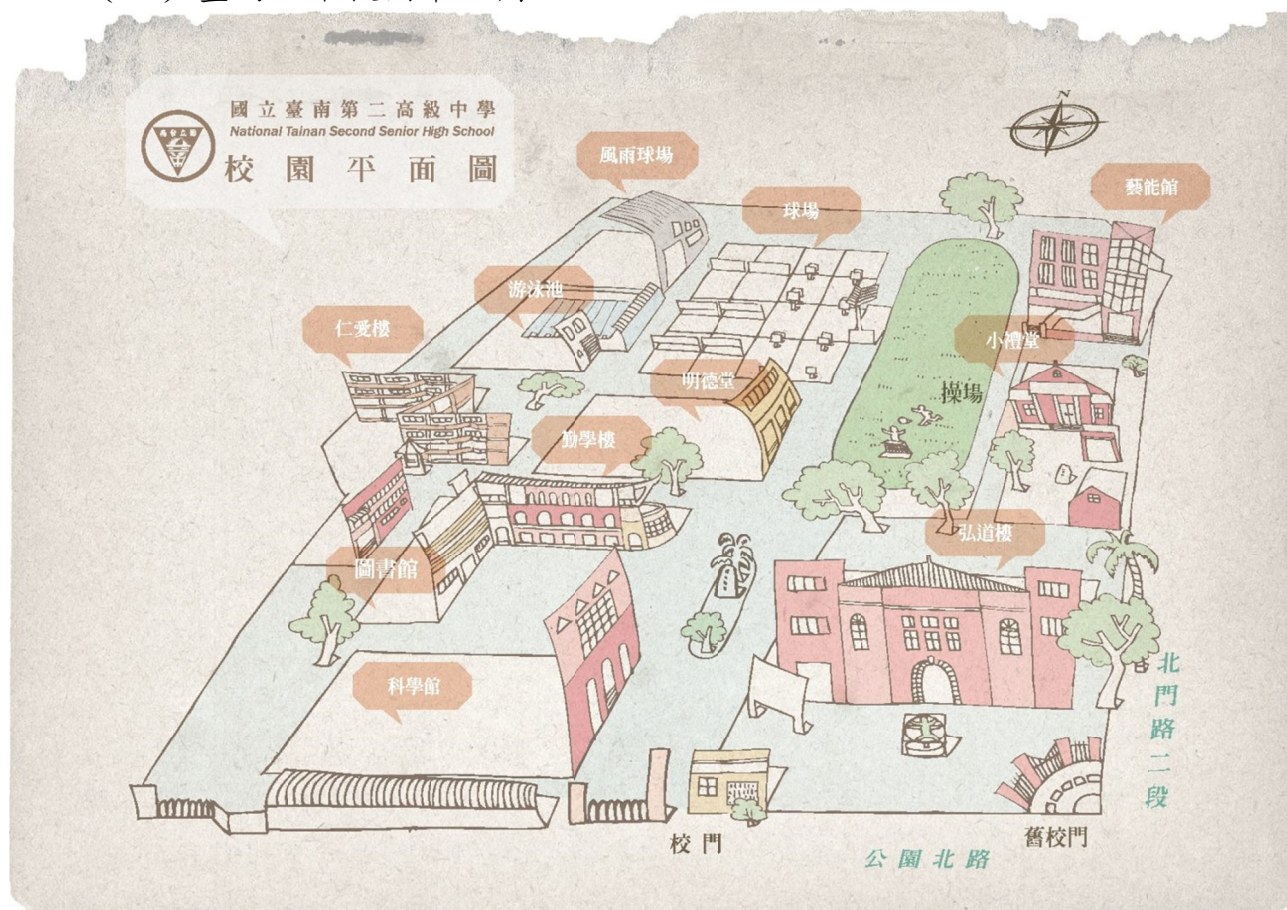 國立臺南第二高級中學
National Tainan Second Senior High School
校園平面圖
N
風雨球場
球場
藝能館
游泳池
仁愛樓
小禮堂
明德堂
操場
勤學樓
弘道樓
圖書館
科學館
北門路二段
校門
舊校門
公園北路